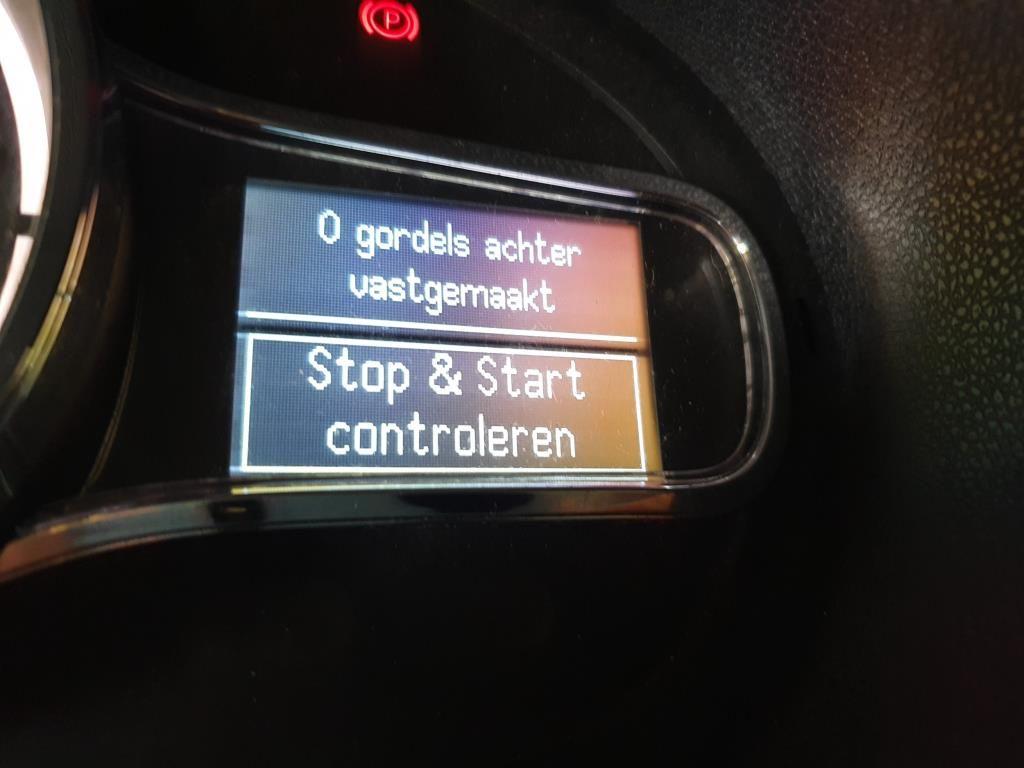 P
0 gordels achter
vastgemaakt
Stop & Start
controleren